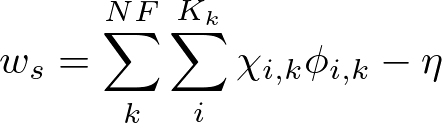 $w_s = \sum_{k}^{NF} \sum_{i}^{K_k} \chi_{i,k} \phi_{i,k} - \eta$